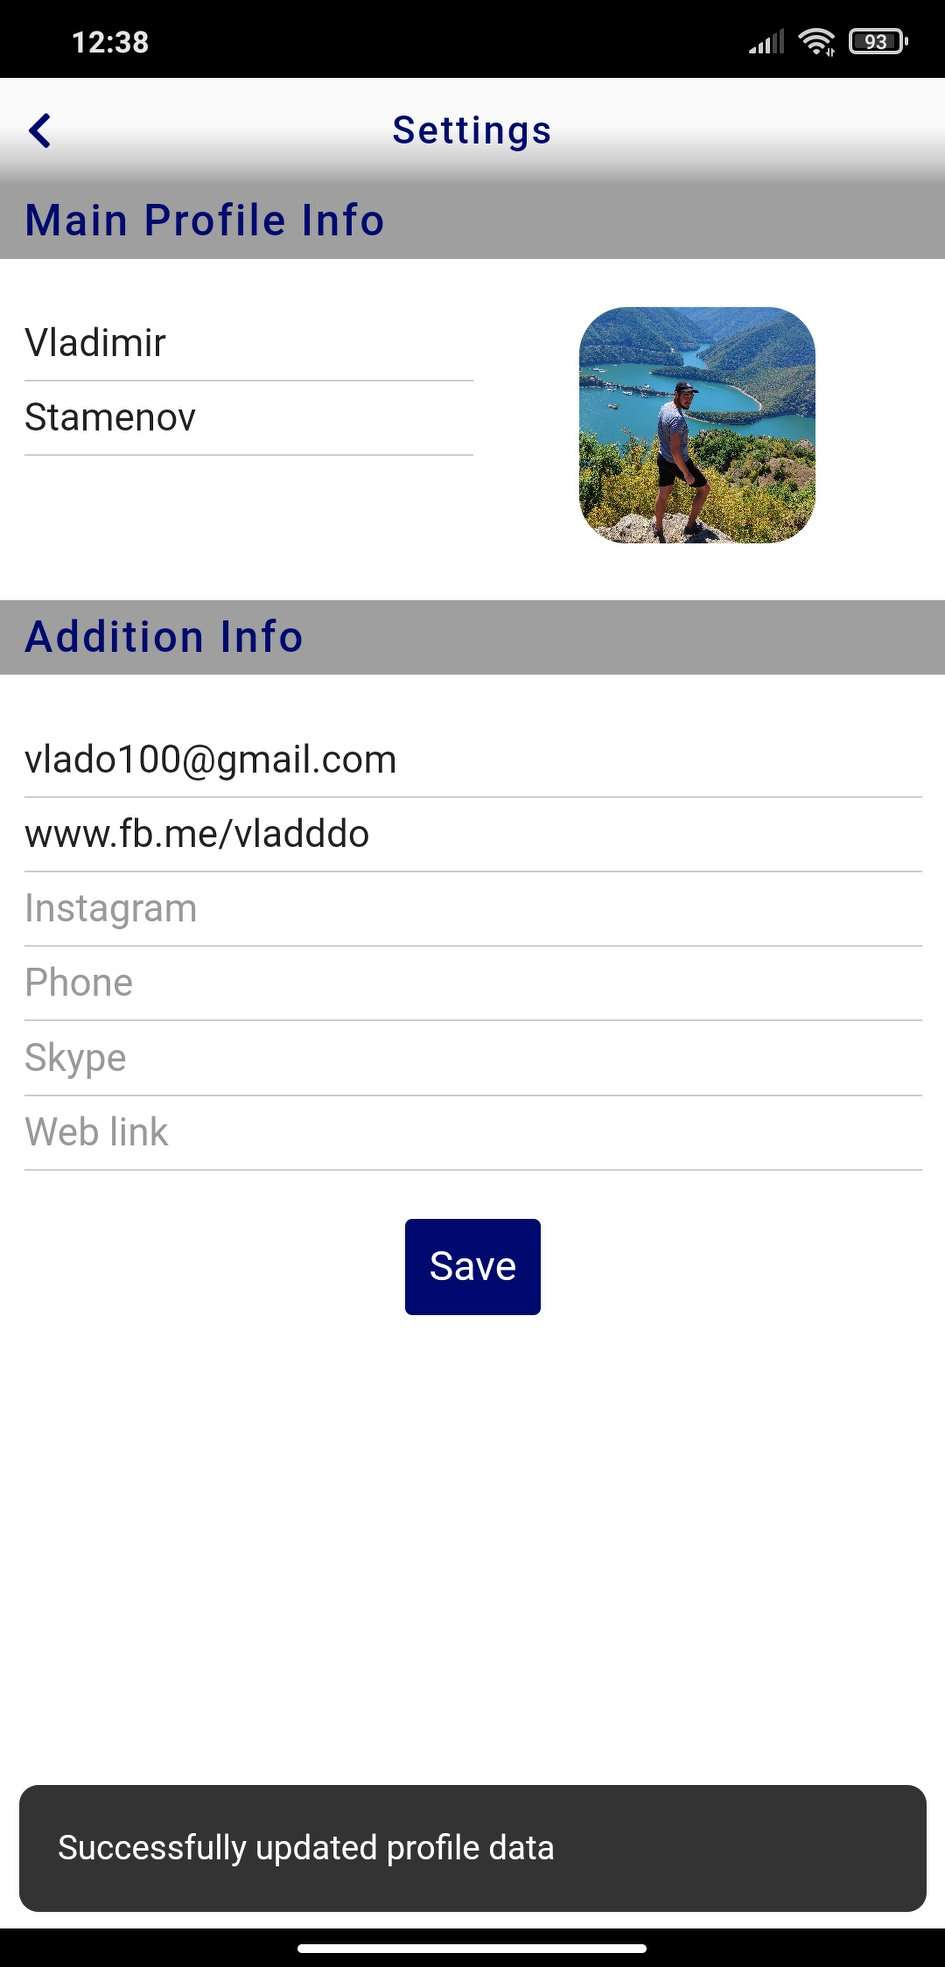 12:38
93
Settings
Main Profile Info
Vladimir
Stamenov
Addition Info
vlado100@gmail.com
www.fb.me/vladddo
Instagram
Phone
Skype
Web link
Save
Successfully updated profile data